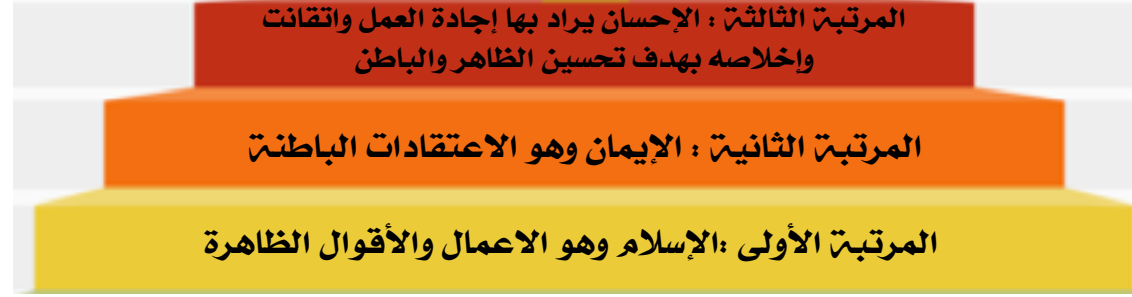 المرتبة الثالثة : الإحسان يراد بها إجادة العمل واتقانت
وإخلاصه بهدف تحسين الظاهر والباطن
المرتبة الثانية : الإيمان وهو الاعتقادات الباطنة
المرتبة الأولى :الإسلام وهو الاعمال والأقوال الظاهرة